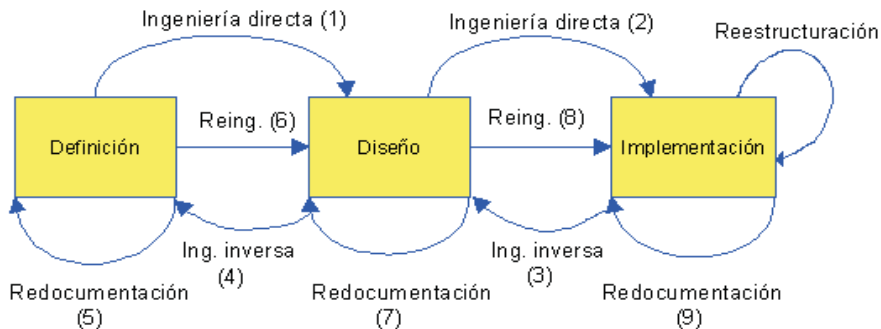 Ingeniería directa (1)
Ingeniería directa (2)
Reestructuración
Reing. (6)
Reing. (8)
Definición
Diseño
Implementación
Ing. inversa
(4)
Ing. inversa
(3)
Redocumentación
(5)
Redocumentación
(7)
Redocumentación
(9)